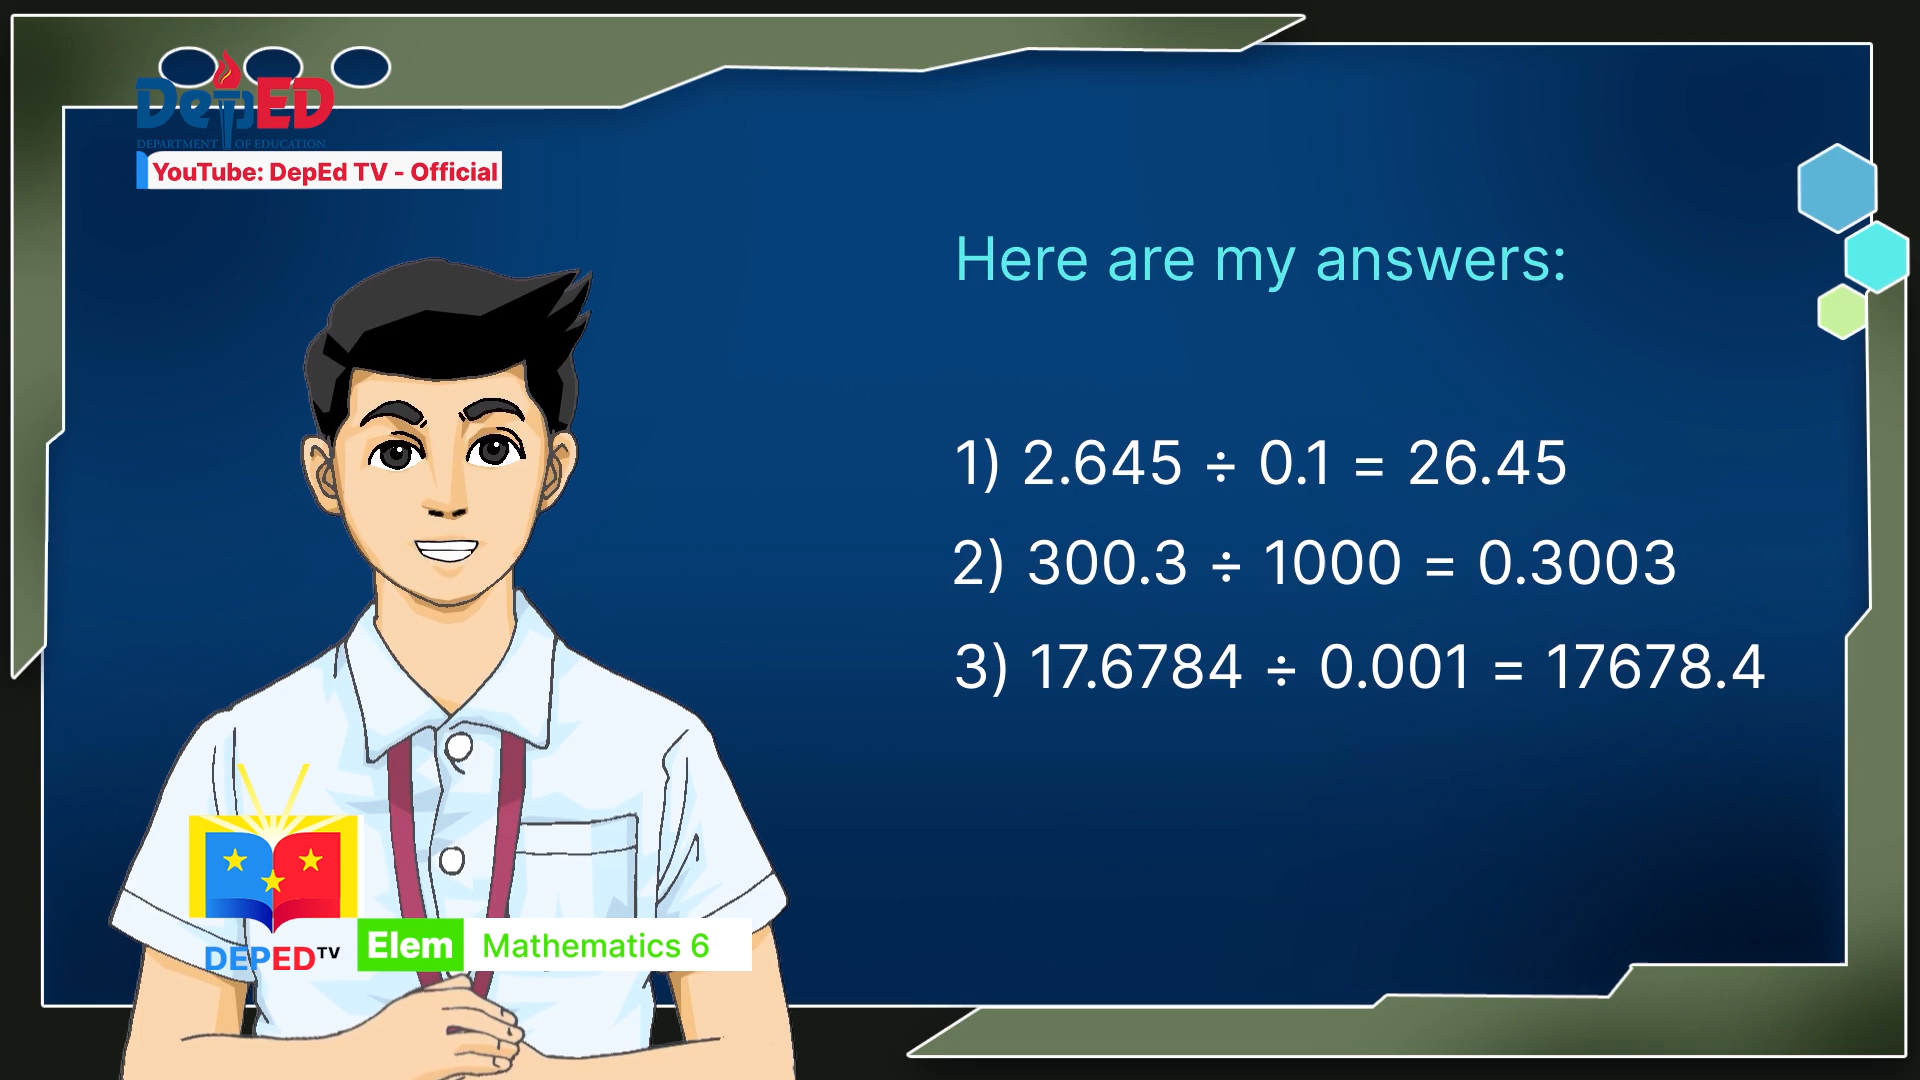 DepED
DEPARTMENT OF EDUCATION
YouTube: DepEd TV - Official
Here are my answers:
1) 2.645 ÷ 0.1 = 26.45
2) 300.3 ÷ 1000 = 0.3003
3) 17.6784 ÷ 0.001 = 17678.4
DEPED TV
Elem Mathematics 6